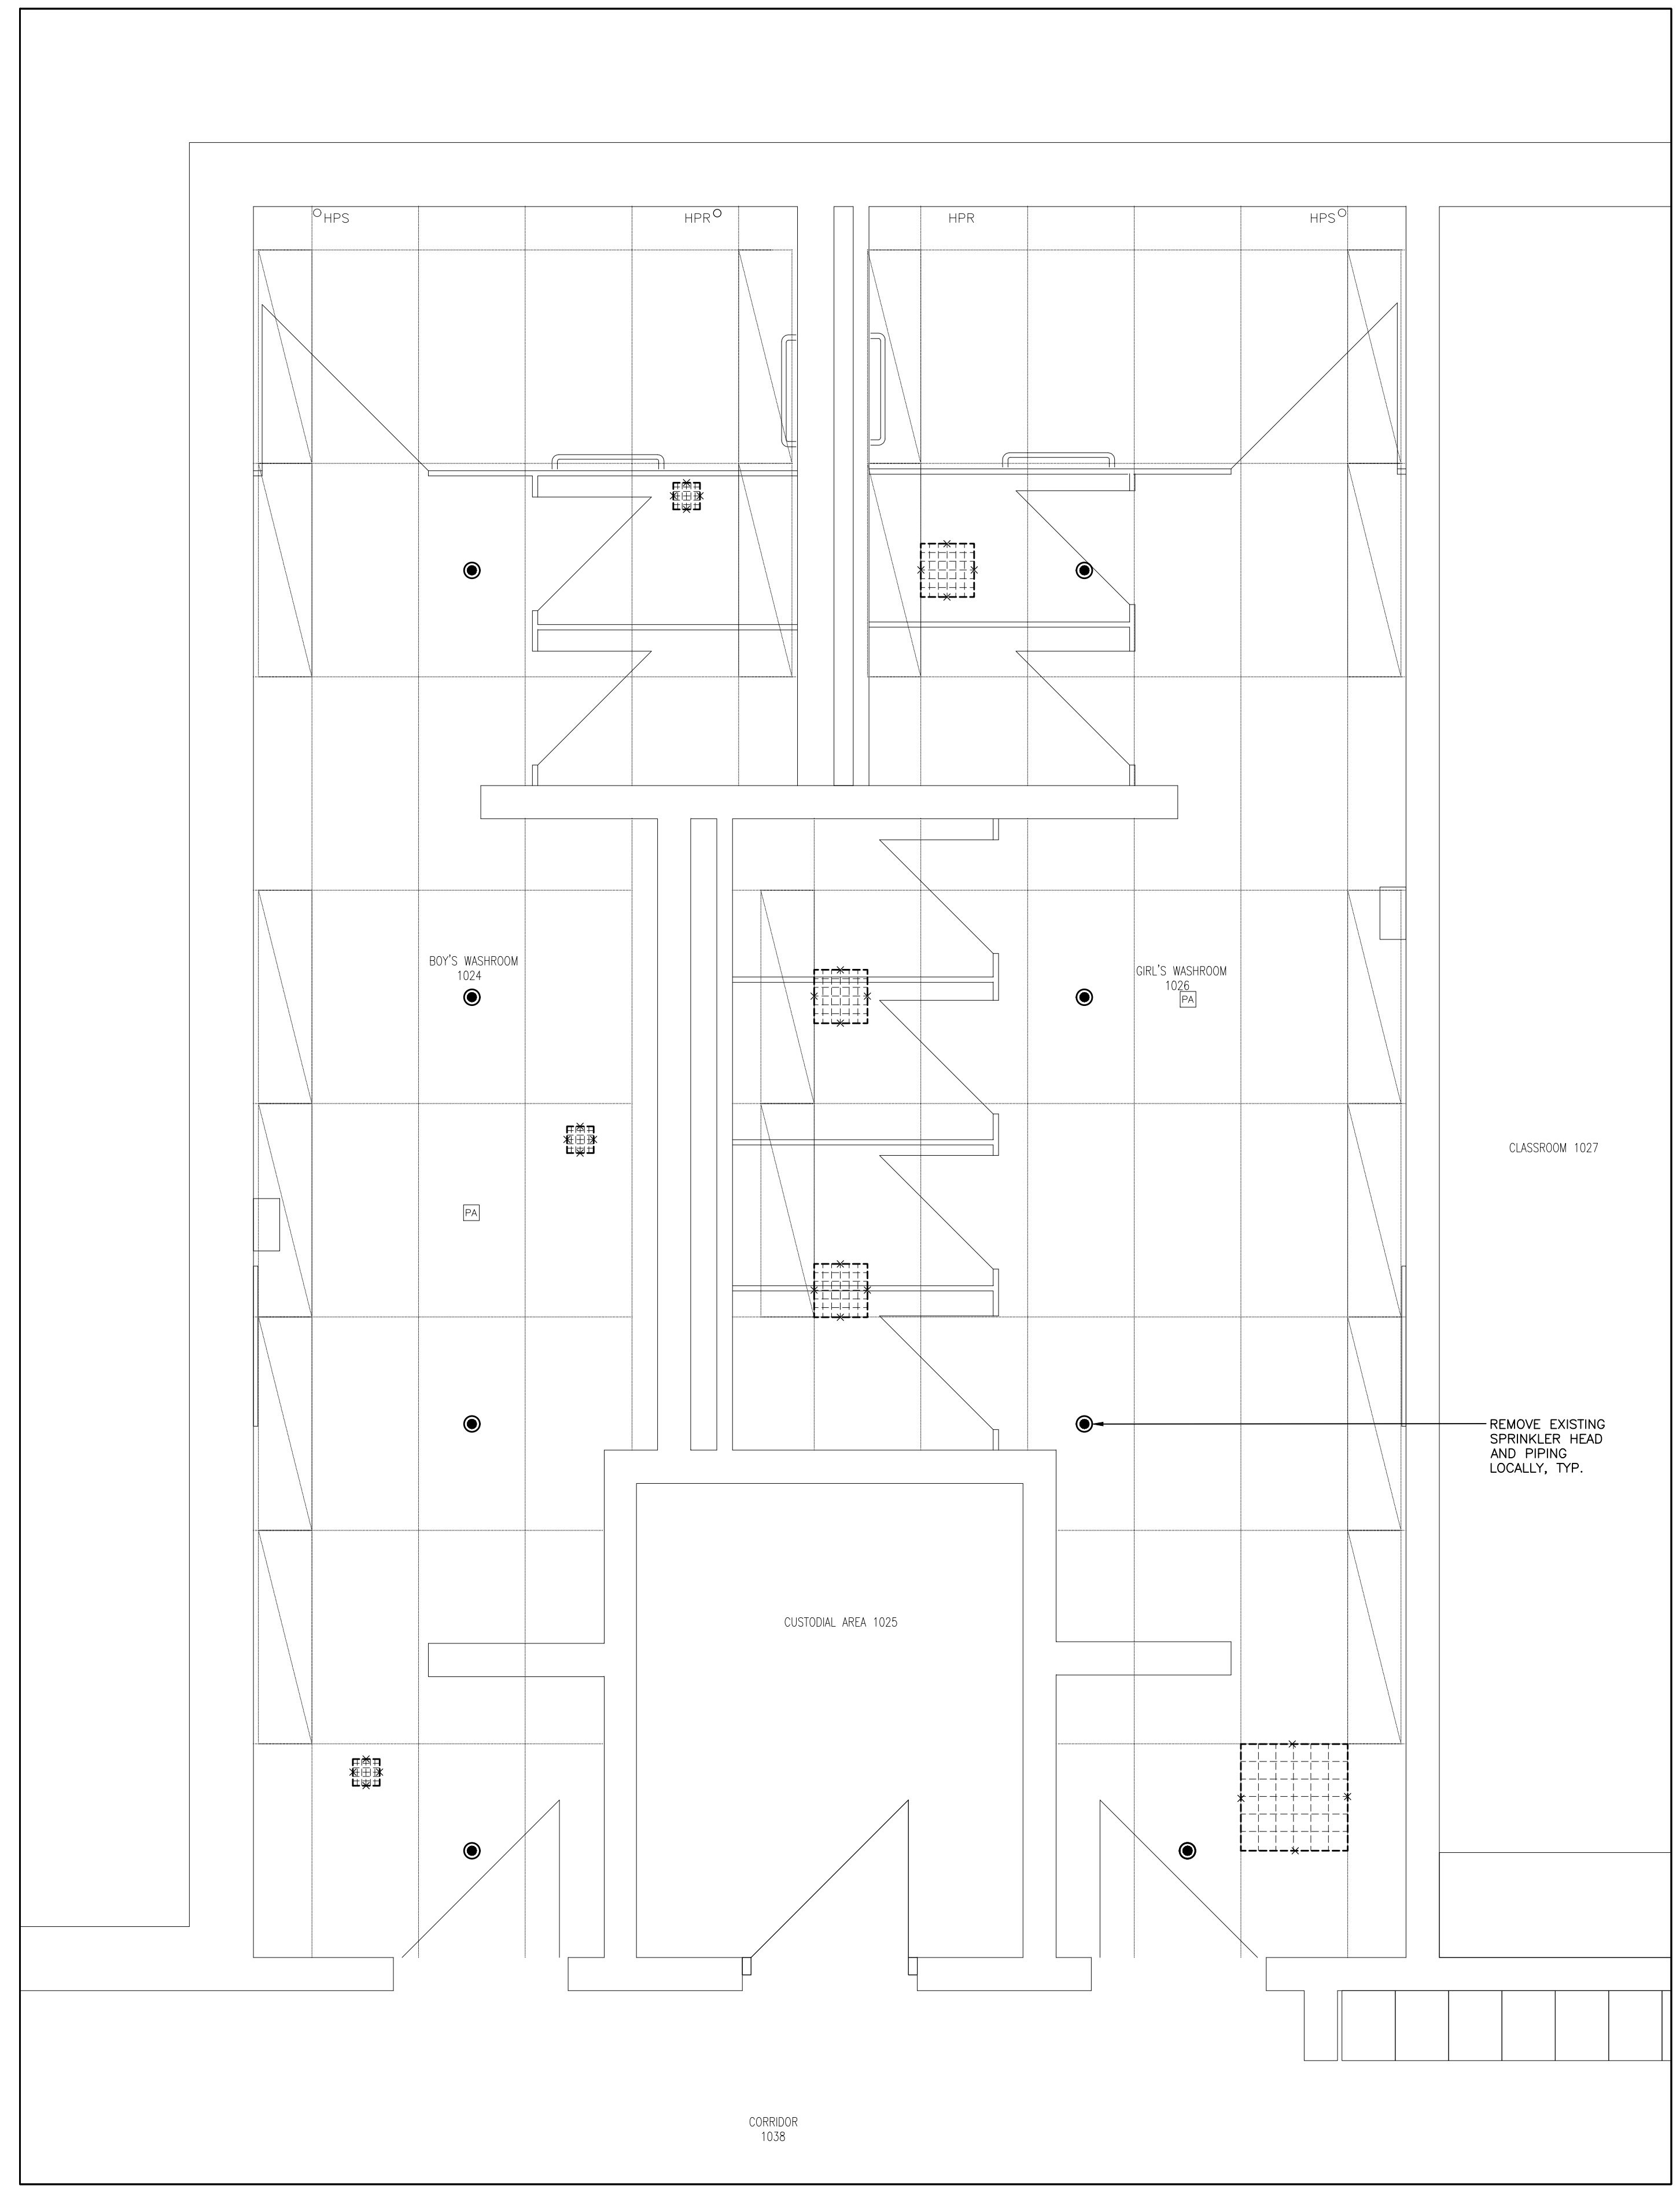 HPS
HPR
HPR
HPS
BOY'S WASHROOM
1024
GIRL'S WASHROOM
1026
PA
CLASSROOM 1027
PA
REMOVE EXISTING
SPRINKLER HEAD
AND PIPING
LOCALLY, TYP.
CUSTODIAL AREA 1025
CORRIDOR
1038